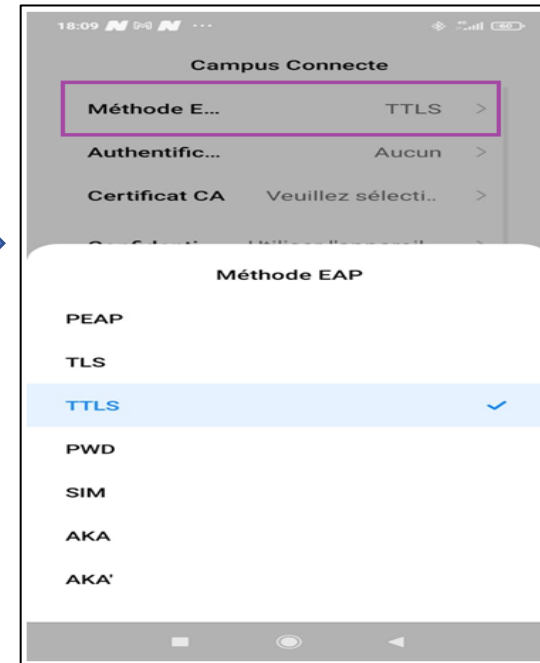 18:09
60
Campus Connecte
Méthode E... TTLS >
Authentific... Aucun >
Certificat CA Veuillez sélecti.. >
Méthode EAP
PEAP
TLS
TTLS
PWD
SIM
AKA
AKA'